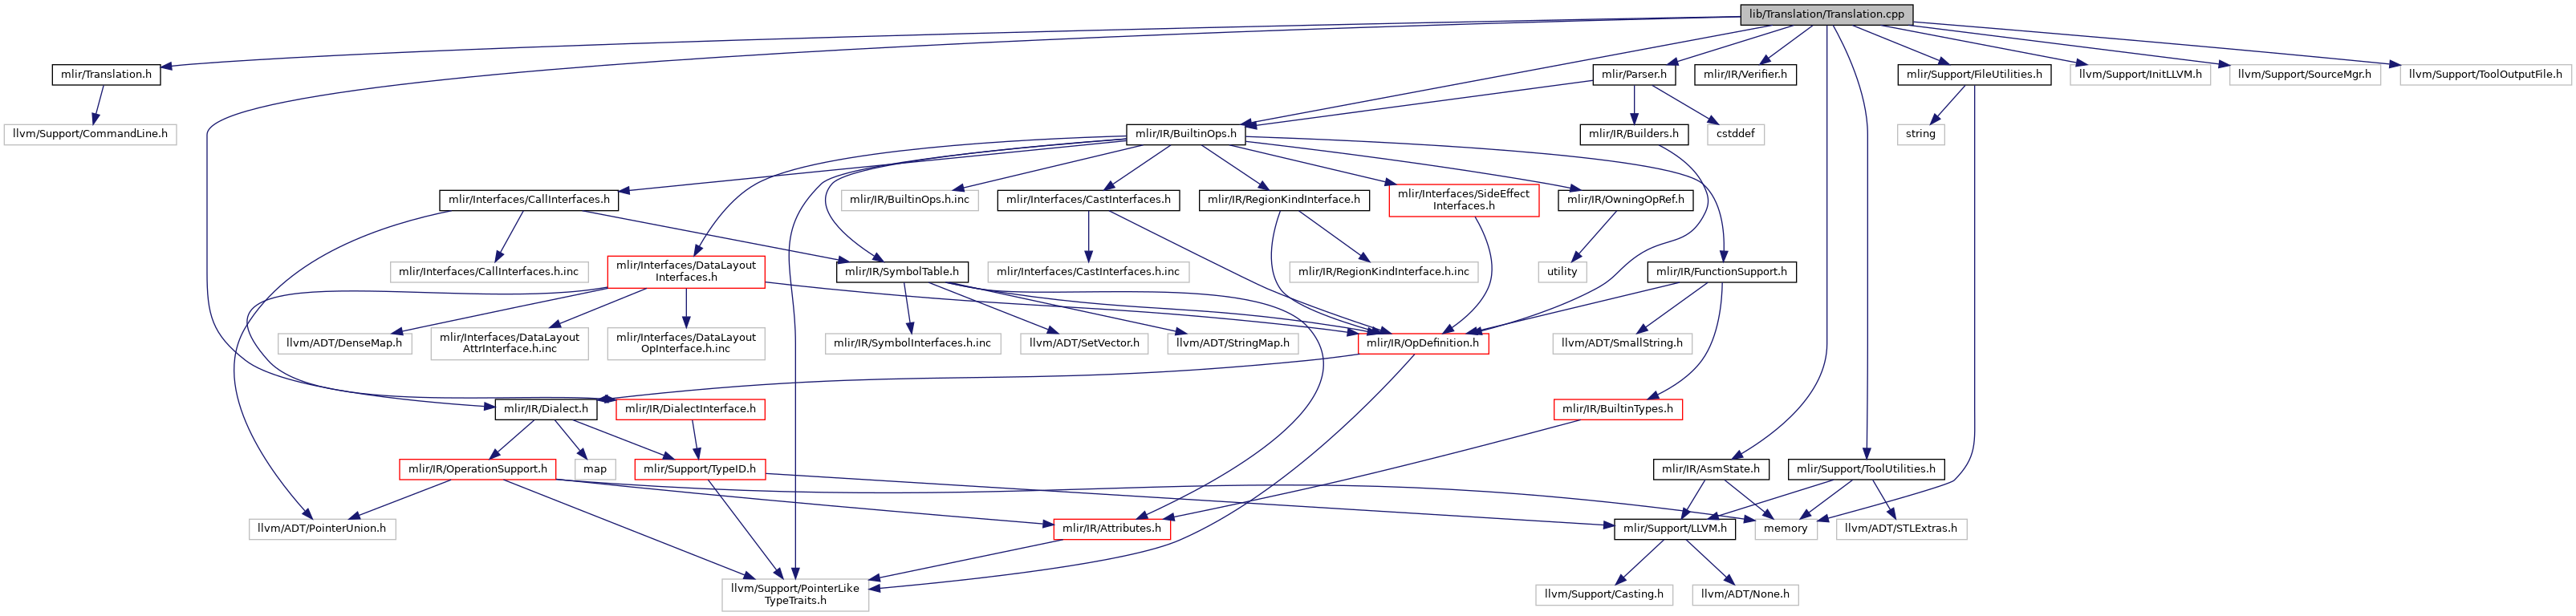 lib/Translation/Translation.cpp
mlir/Translation.h
mlir/Parser.h
mlir/IR/Verifier.h
mlir/Support/FileUtilities.h
llvm/Support/InitLLVM.h
llvm/Support/SourceMgr.h
llvm/Support/ToolOutputFile.h
llvm/Support/CommandLine.h
mlir/IR/BuiltinOps.h
mlir/IR/Builders.h
cstddef
string
mlir/Interfaces/CallInterfaces.h
mlir/IR/BuiltinOps.h.inc
mlir/Interfaces/CastInterfaces.h
mlir/IR/RegionKindInterface.h
mlir/Interfaces/SideEffect
Interfaces.h
mlir/IR/OwningOpRef.h
mlir/Interfaces/CallInterfaces.h.inc
mlir/Interfaces/DataLayout
Interfaces.h
mlir/IR/SymbolTable.h
mlir/Interfaces/CastInterfaces.h.inc
mlir/IR/RegionKindInterface.h.inc
utility
mlir/IR/FunctionSupport.h
llvm/ADT/DenseMap.h
mlir/Interfaces/DataLayout
AttrInterface.h.inc
mlir/Interfaces/DataLayout
OpInterface.h.inc
mlir/IR/SymbolInterfaces.h.inc
llvm/ADT/SetVector.h
llvm/ADT/StringMap.h
mlir/IR/OpDefinition.h
llvm/ADT/SmallString.h
mlir/IR/Dialect.h
mlir/IR/DialectInterface.h
mlir/IR/BuiltinTypes.h
mlir/IR/OperationSupport.h
map
mlir/Support/TypeID.h
mlir/IR/AsmState.h
mlir/Support/ToolUtilities.h
llvm/ADT/PointerUnion.h
mlir/IR/Attributes.h
mlir/Support/LLVM.h
memory
llvm/ADT/STLExtras.h
llvm/Support/PointerLike
TypeTraits.h
llvm/Support/Casting.h
llvm/ADT/None.h